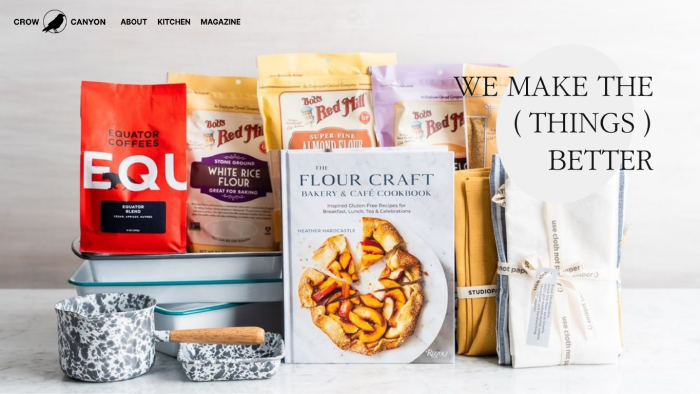 CROW CANYON ABOUT KITCHEN MAGAZINE
WE MAKE THE
( THINGS )
BETTER
EQUATOR
COFFEES
EQU
EQUATOR
BLEND
Bob's
Red Mill
STONE GROUND
WHITE RICE
FLOUR
GREAT FOR BAKING
Bob's
Red Mill
SUPER-FINE
ALMOND FLOUR
Bob's
Red Mill
THE
FLOUR CRAFT
BAKERY & CAFÉ COOKBOOK
Inspired Gluten-Free Recipes for
Breakfast, Lunch, Tea & Celebrations
HEATHER HARDCASTLE
Rizzoli
STUDIOPA
not paper
use cloth not paper
use cloth not pa